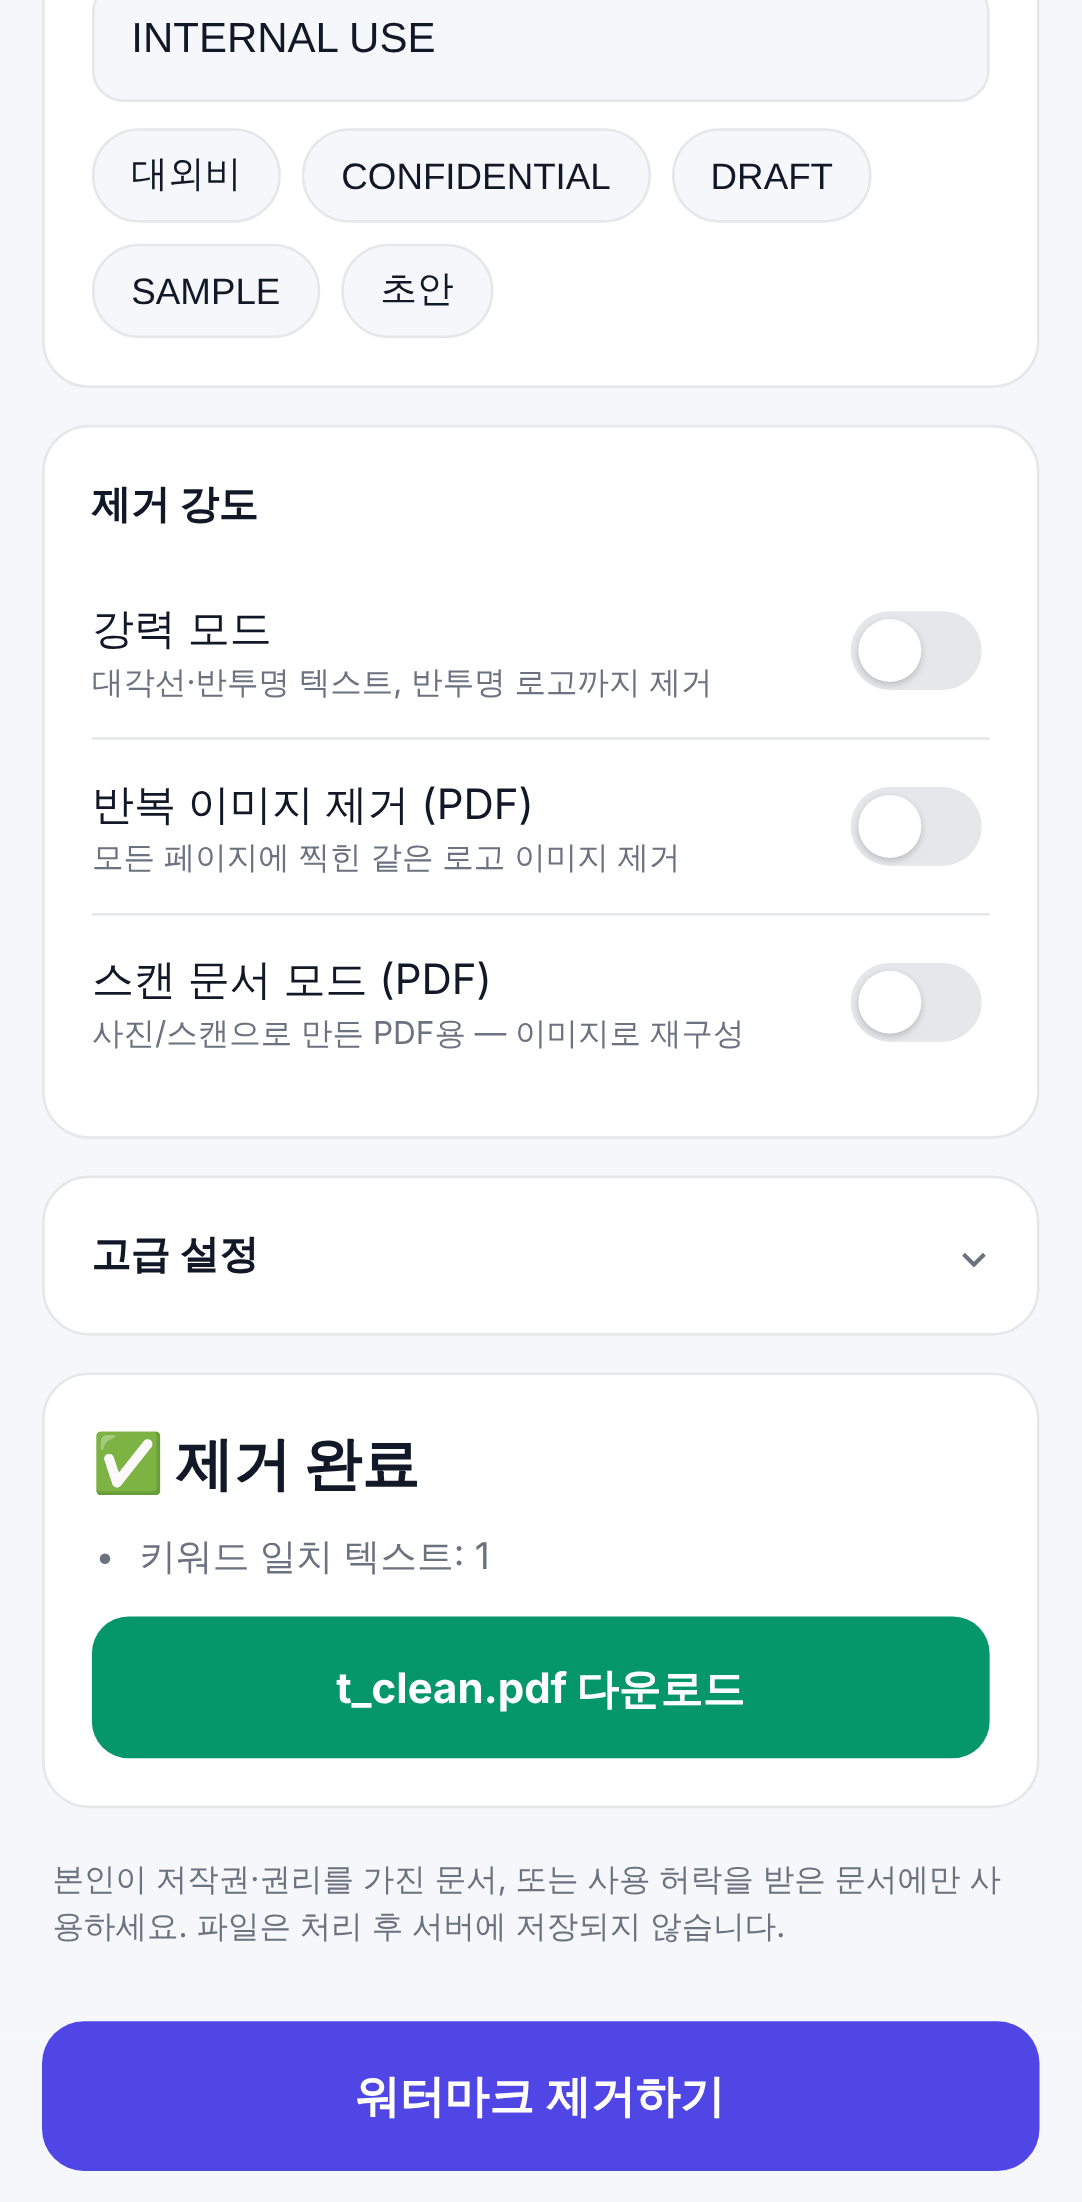 INTERNAL USE
대외비
CONFIDENTIAL
DRAFT
SAMPLE
초안
제거 강도
강력 모드
대각선·반투명 텍스트, 반투명 로고까지 제거
반복 이미지 제거 (PDF)
모든 페이지에 찍힌 같은 로고 이미지 제거
스캔 문서 모드 (PDF)
사진/스캔으로 만든 PDF용 — 이미지로 재구성
고급 설정
✅ 제거 완료
• 키워드 일치 텍스트: 1
t_clean.pdf 다운로드
본인이 저작권·권리를 가진 문서, 또는 사용 허락을 받은 문서에만 사
용하세요. 파일은 처리 후 서버에 저장되지 않습니다.
워터마크 제거하기